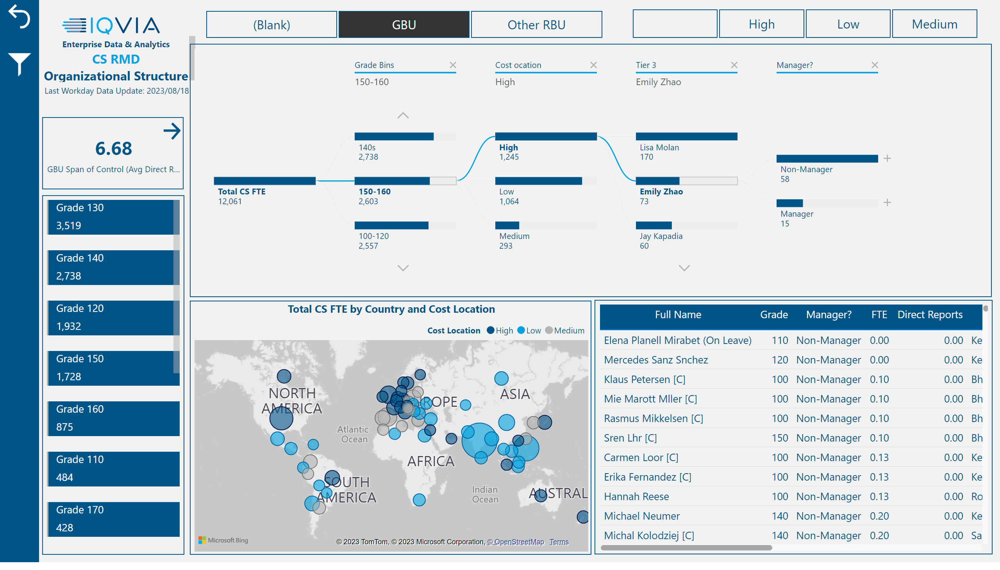 IQVIA
Enterprise Data & Analytics
CS RMD
Organizational Structure
Last Workday Data Update: 2023/08/18
(Blank)
GBU
Other RBU
High
Low
Medium
6.68
GBU Span of Control (Avg Direct R...
Grade 130
3,519
Grade 140
2,738
Grade 120
1,932
Grade 150
1,728
Grade 160
875
Grade 110
484
Grade 170
428
Grade Bins
150-160
Cost ocation
High
Tier 3
Emily Zhao
Manager?
Total CS FTE
12,061
140s
2,738
150-160
2,603
100-120
2,557
High
1,245
Low
1,064
Medium
293
Lisa Molan
170
Emily Zhao
73
Jay Kapadia
60
Non-Manager
58
Manager
15
Total CS FTE by Country and Cost Location
Cost Location High Low Medium
NORTH
AMERICA
ROPE
ASIA
Atlantic
Ocean
AFRICA
SOUTH
AMERICA
Indian
Ocean
AUSTRAL
Microsoft Bing
© 2023 TomTom, © 2023 Microsoft Corporation, © OpenStreetMap Terms
Full Name Grade Manager? FTE Direct Reports
Elena Planell Mirabet (On Leave) 110 Non-Manager 0.00 0.00 Ke
Mercedes Sanz Snchez 120 Non-Manager 0.00 0.00 Ke
Klaus Petersen [C] 100 Non-Manager 0.10 0.00 Bh
Mie Marott Mller [C] 100 Non-Manager 0.10 0.00 Bh
Rasmus Mikkelsen [C] 100 Non-Manager 0.10 0.00 Bh
Sren Lhr [C] 150 Non-Manager 0.10 0.00 Bh
Carmen Loor [C] 100 Non-Manager 0.13 0.00 Ke
Erika Fernandez [C] 100 Non-Manager 0.13 0.00 Ke
Hannah Reese 100 Non-Manager 0.13 0.00 Ro
Michael Neumer 140 Non-Manager 0.20 0.00 Ke
Michal Kolodziej [C] 140 Non-Manager 0.20 0.00 Sa